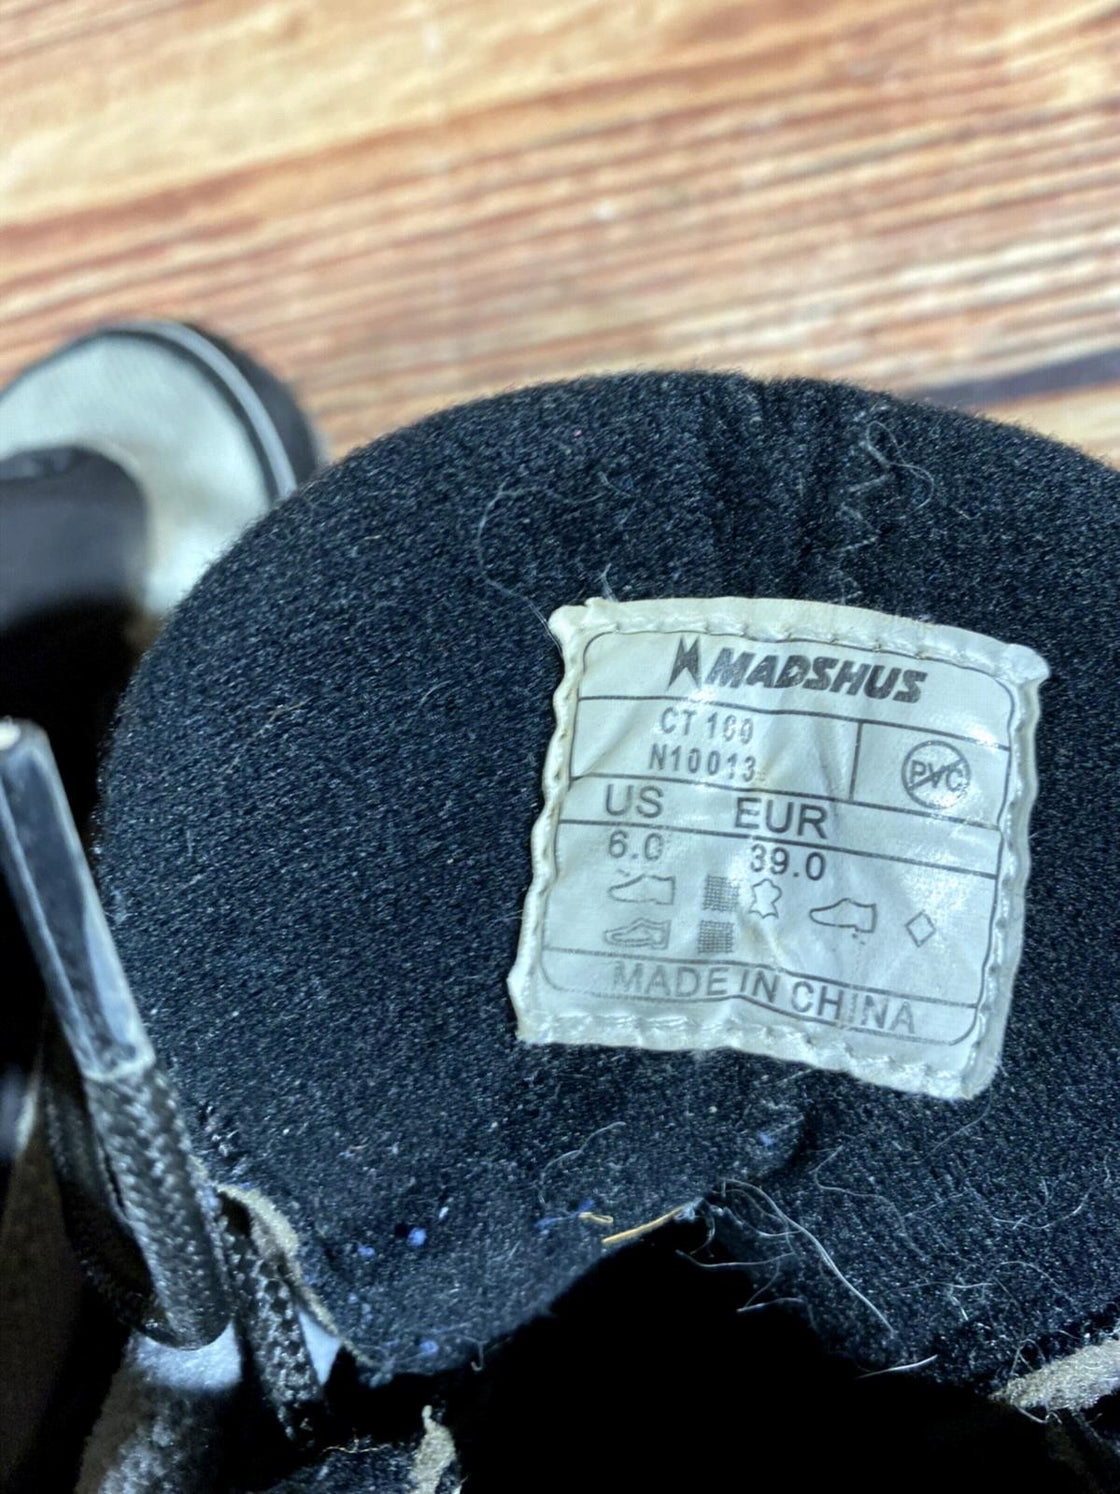 MADSHUS
CT 100
N10013
PVC
US EUR
6.0 39.0
MADE IN CHINA